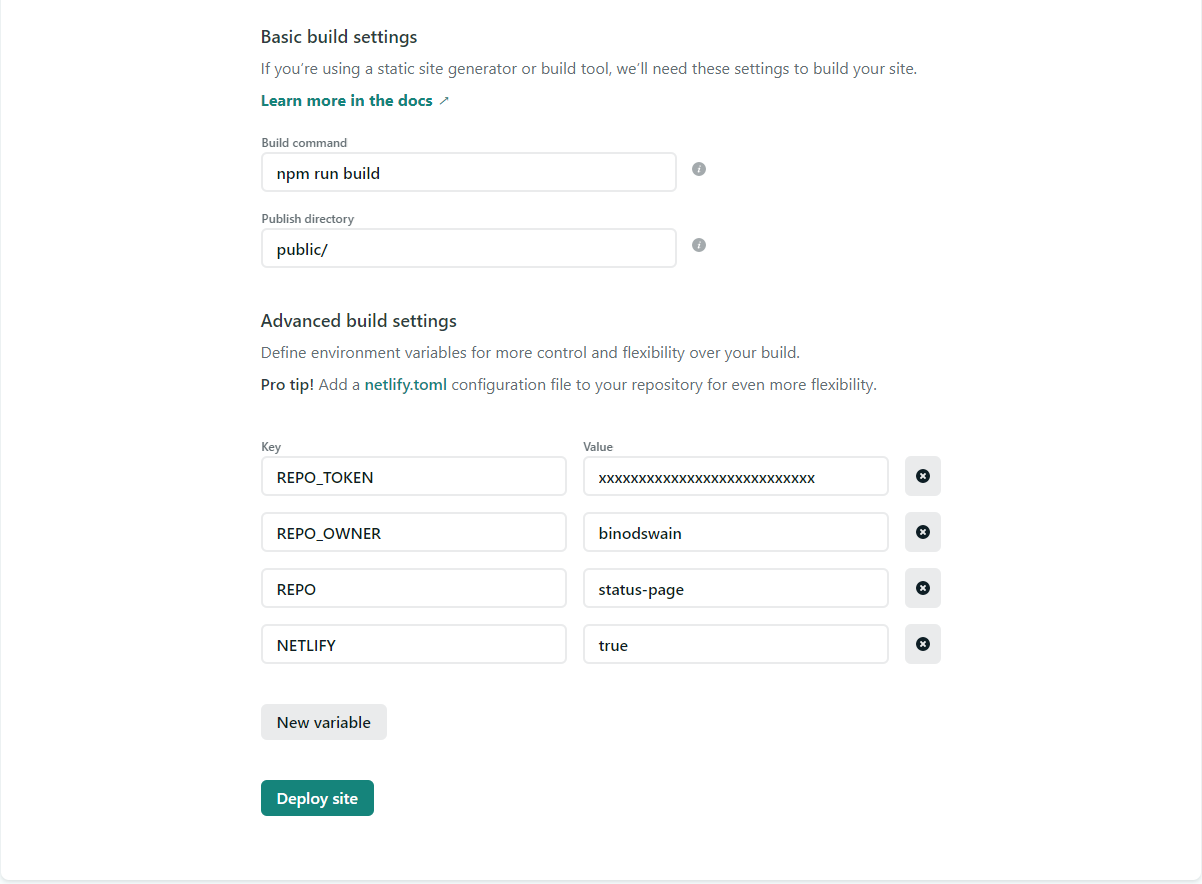 Basic build settings
If you’re using a static site generator or build tool, we’ll need these settings to build your site.
Learn more in the docs ↗
Build command
npm run build
Publish directory
public/
Advanced build settings
Define environment variables for more control and flexibility over your build.
Pro tip! Add a netlify.toml configuration file to your repository for even more flexibility.
Key Value
REPO_TOKEN xxxxxxxxxxxxxxxxxxxxxxxxxxx
REPO_OWNER binodswain
REPO status-page
NETLIFY true
New variable
Deploy site